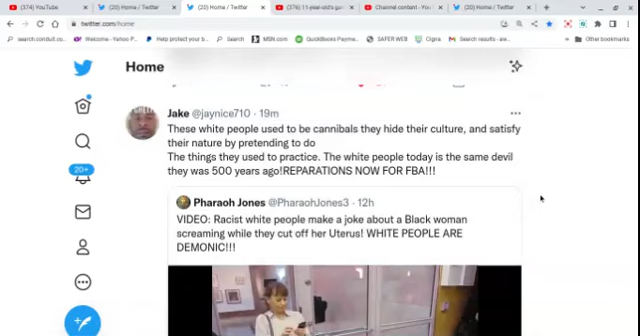 (374) YouTube
(20) Home / Twitter
(20) Home / Twitter
(376) 11-year-old's gu
Channel content - You
(20) Home / Twitter
twitter.com/home
search.conduit.co...
Welcome - Yahoo - P...
Help protect your b...
Search
MSN.com
QuickBooks Payme...
SAFER WEB
Cigna
Search results - aw...
Other bookmarks
Home
Jake @jaynice710 · 19m
These white people used to be cannibals they hide their culture, and satisfy
their nature by pretending to do
The things they used to practice. The white people today is the same devil
they was 500 years ago!REPARATIONS NOW FOR FBA!!!
20+
Pharaoh Jones @PharaohJones3 · 12h
VIDEO: Racist white people make a joke about a Black woman
screaming while they cut off her Uterus! WHITE PEOPLE ARE
DEMONIC!!!